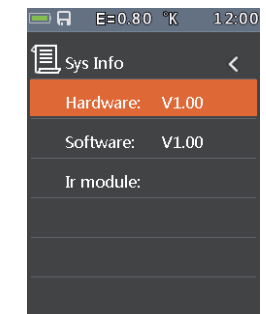 E=0.80 °K 12:00
Sys Info
Hardware: V1.00
Software: V1.00
Ir module: